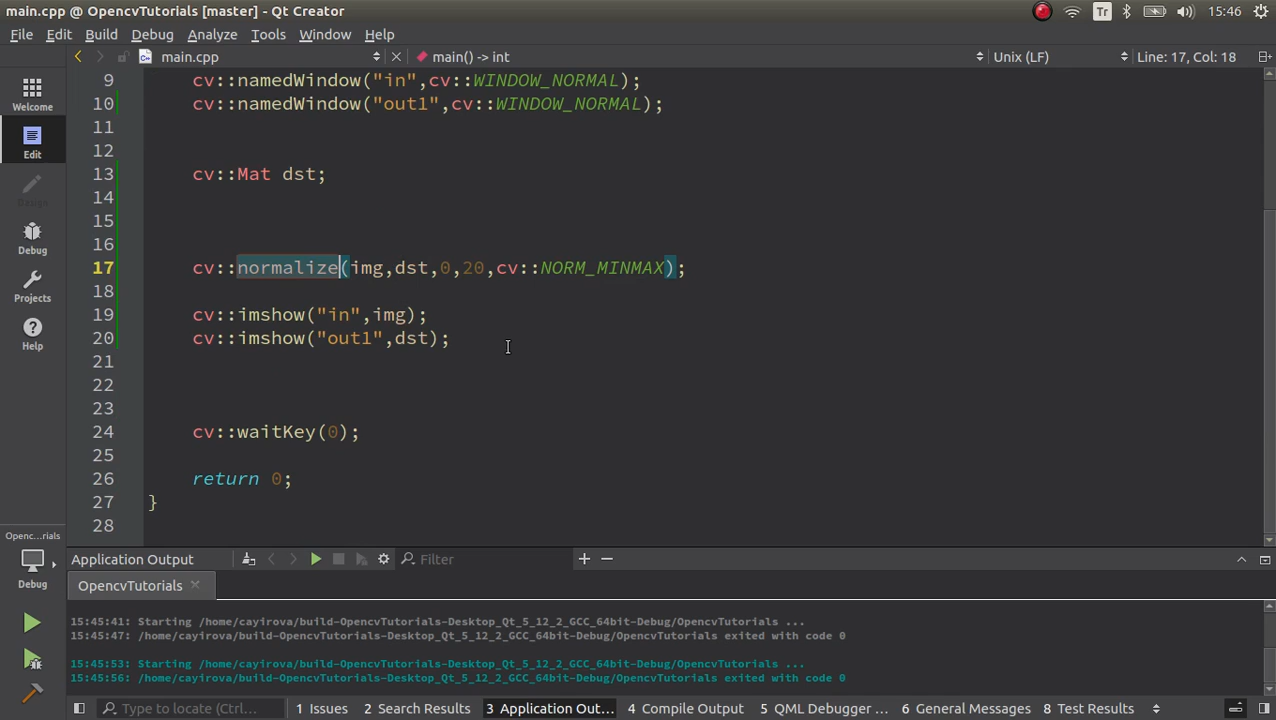 main.cpp @ OpencvTutorials [master] - Qt Creator
Tr
15:46
File Edit Build Debug Analyze Tools Window Help
main.cpp
main() -> int
Unix (LF)
Line: 17, Col: 18
Welcome
Edit
Design
Debug
Projects
Help
Openc...rials
Debug
9 cv::namedWindow("in",cv::WINDOW_NORMAL);
10 cv::namedWindow("out1",cv::WINDOW_NORMAL);
11
12
13 cv::Mat dst;
14
15
16
17 cv::normalize(img,dst,0,20,cv::NORM_MINMAX);
18
19 cv::imshow("in",img);
20 cv::imshow("out1",dst);
21
22
23
24 cv::waitKey(0);
25
26 return 0;
27 }
28
Application Output
Filter
OpencvTutorials
15:45:41: Starting /home/cayirova/build-OpencvTutorials-Desktop_Qt_5_12_2_GCC_64bit-Debug/OpencvTutorials ...
15:45:47: /home/cayirova/build-OpencvTutorials-Desktop_Qt_5_12_2_GCC_64bit-Debug/OpencvTutorials exited with code 0
15:45:53: Starting /home/cayirova/build-OpencvTutorials-Desktop_Qt_5_12_2_GCC_64bit-Debug/OpencvTutorials ...
15:45:56: /home/cayirova/build-OpencvTutorials-Desktop_Qt_5_12_2_GCC_64bit-Debug/OpencvTutorials exited with code 0
Type to locate (Ctrl...
1 Issues
2 Search Results
3 Application Out...
4 Compile Output
5 QML Debugger ...
6 General Messages
8 Test Results